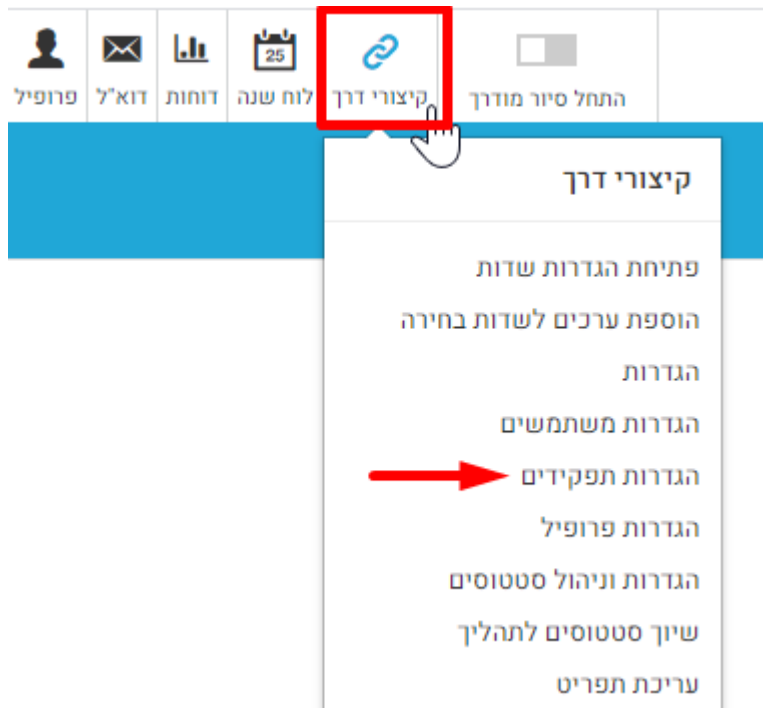 התחל סיור מודרך
קיצורי דרך
לוח שנה
25
דוחות
דוא"ל
פרופיל
קיצורי דרך
פתיחת הגדרות שדות
הוספת ערכים לשדות בחירה
הגדרות
הגדרות משתמשים
הגדרות תפקידים
הגדרות פרופיל
הגדרות וניהול סטטוסים
שיוך סטטוסים לתהליך
עריכת תפריט